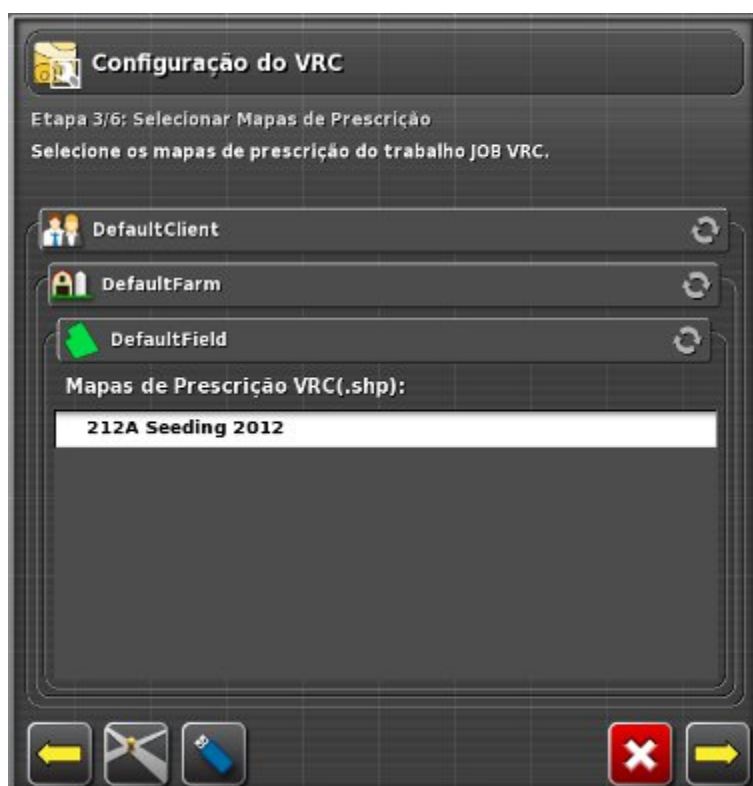 Configuração do VRC
Etapa 3/6: Selecionar Mapas de Prescrição
Selecione os mapas de prescrição do trabalho JOB VRC.
DefaultClient
DefaultFarm
DefaultField
Mapas de Prescrição VRC(.shp):
212A Seeding 2012